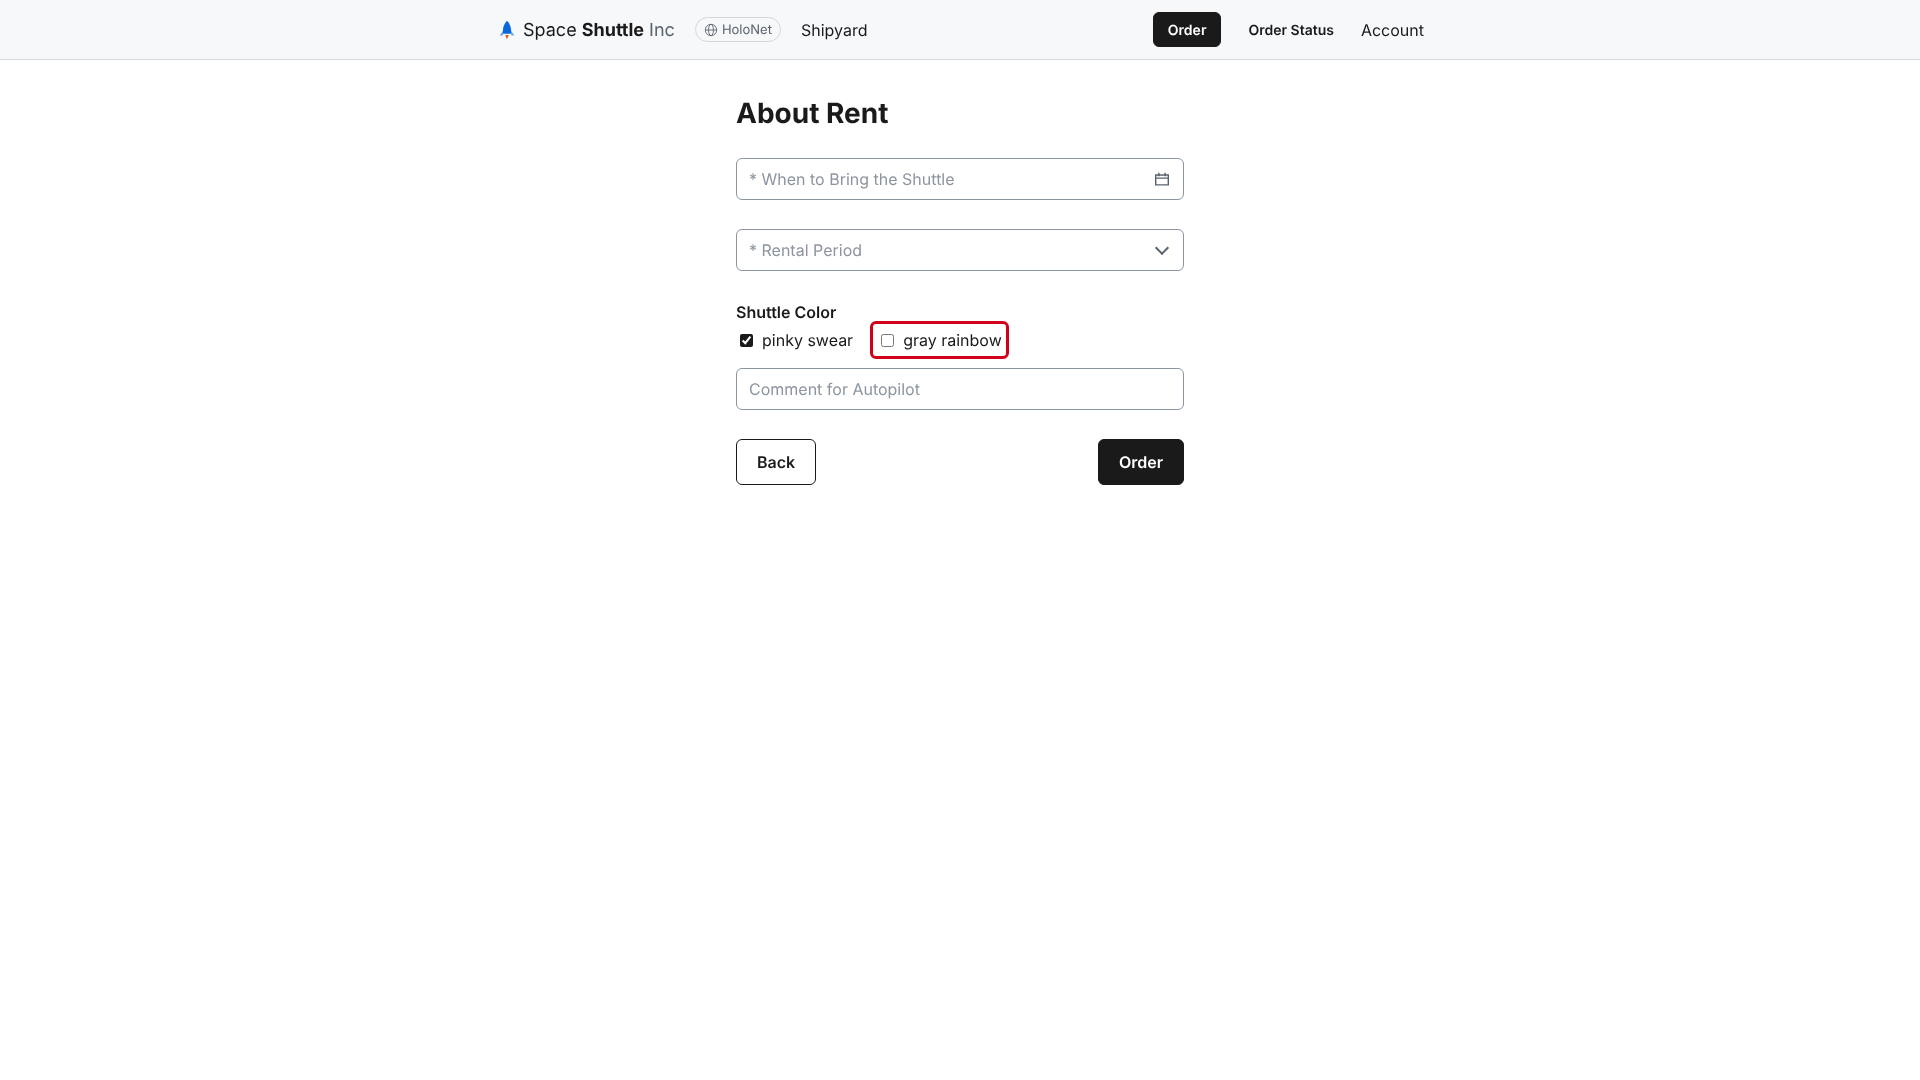 Space Shuttle Inc HoloNet Shipyard Order Order Status Account
About Rent
* When to Bring the Shuttle
* Rental Period
Shuttle Color
pinky swear gray rainbow
Comment for Autopilot
Back Order